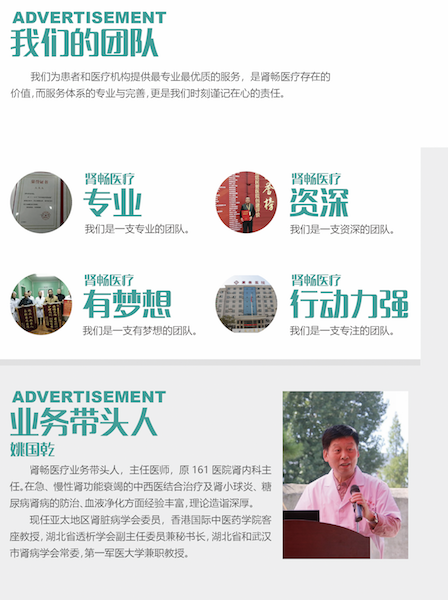 ADVERTISEMENT
我们的团队
我们为患者和医疗机构提供最专业最优质的服务，是肾畅医疗存在的
价值，而服务体系的专业与完善，更是我们时刻谨记在心的责任。
肾畅医疗
专业
我们是一支专业的团队。
肾畅医疗
资深
我们是一支资深的团队。
肾畅医疗
有梦想
我们是一支有梦想的团队。
肾畅医疗
行动力强
我们是一支专注的团队。
ADVERTISEMENT
业务带头人
姚国乾
肾畅医疗业务带头人，主任医师，原 161 医院肾内科主
任。在急、慢性肾功能衰竭的中西医结合治疗及肾小球炎、糖
尿病肾病的防治、血液净化方面经验丰富，理论造诣深厚。
现任亚太地区肾脏病学会委员，香港国际中医药学院客
座教授，湖北省透析学会副主任委员兼秘书长，湖北省和武汉
市肾病学会常委，第一军医大学兼职教授。